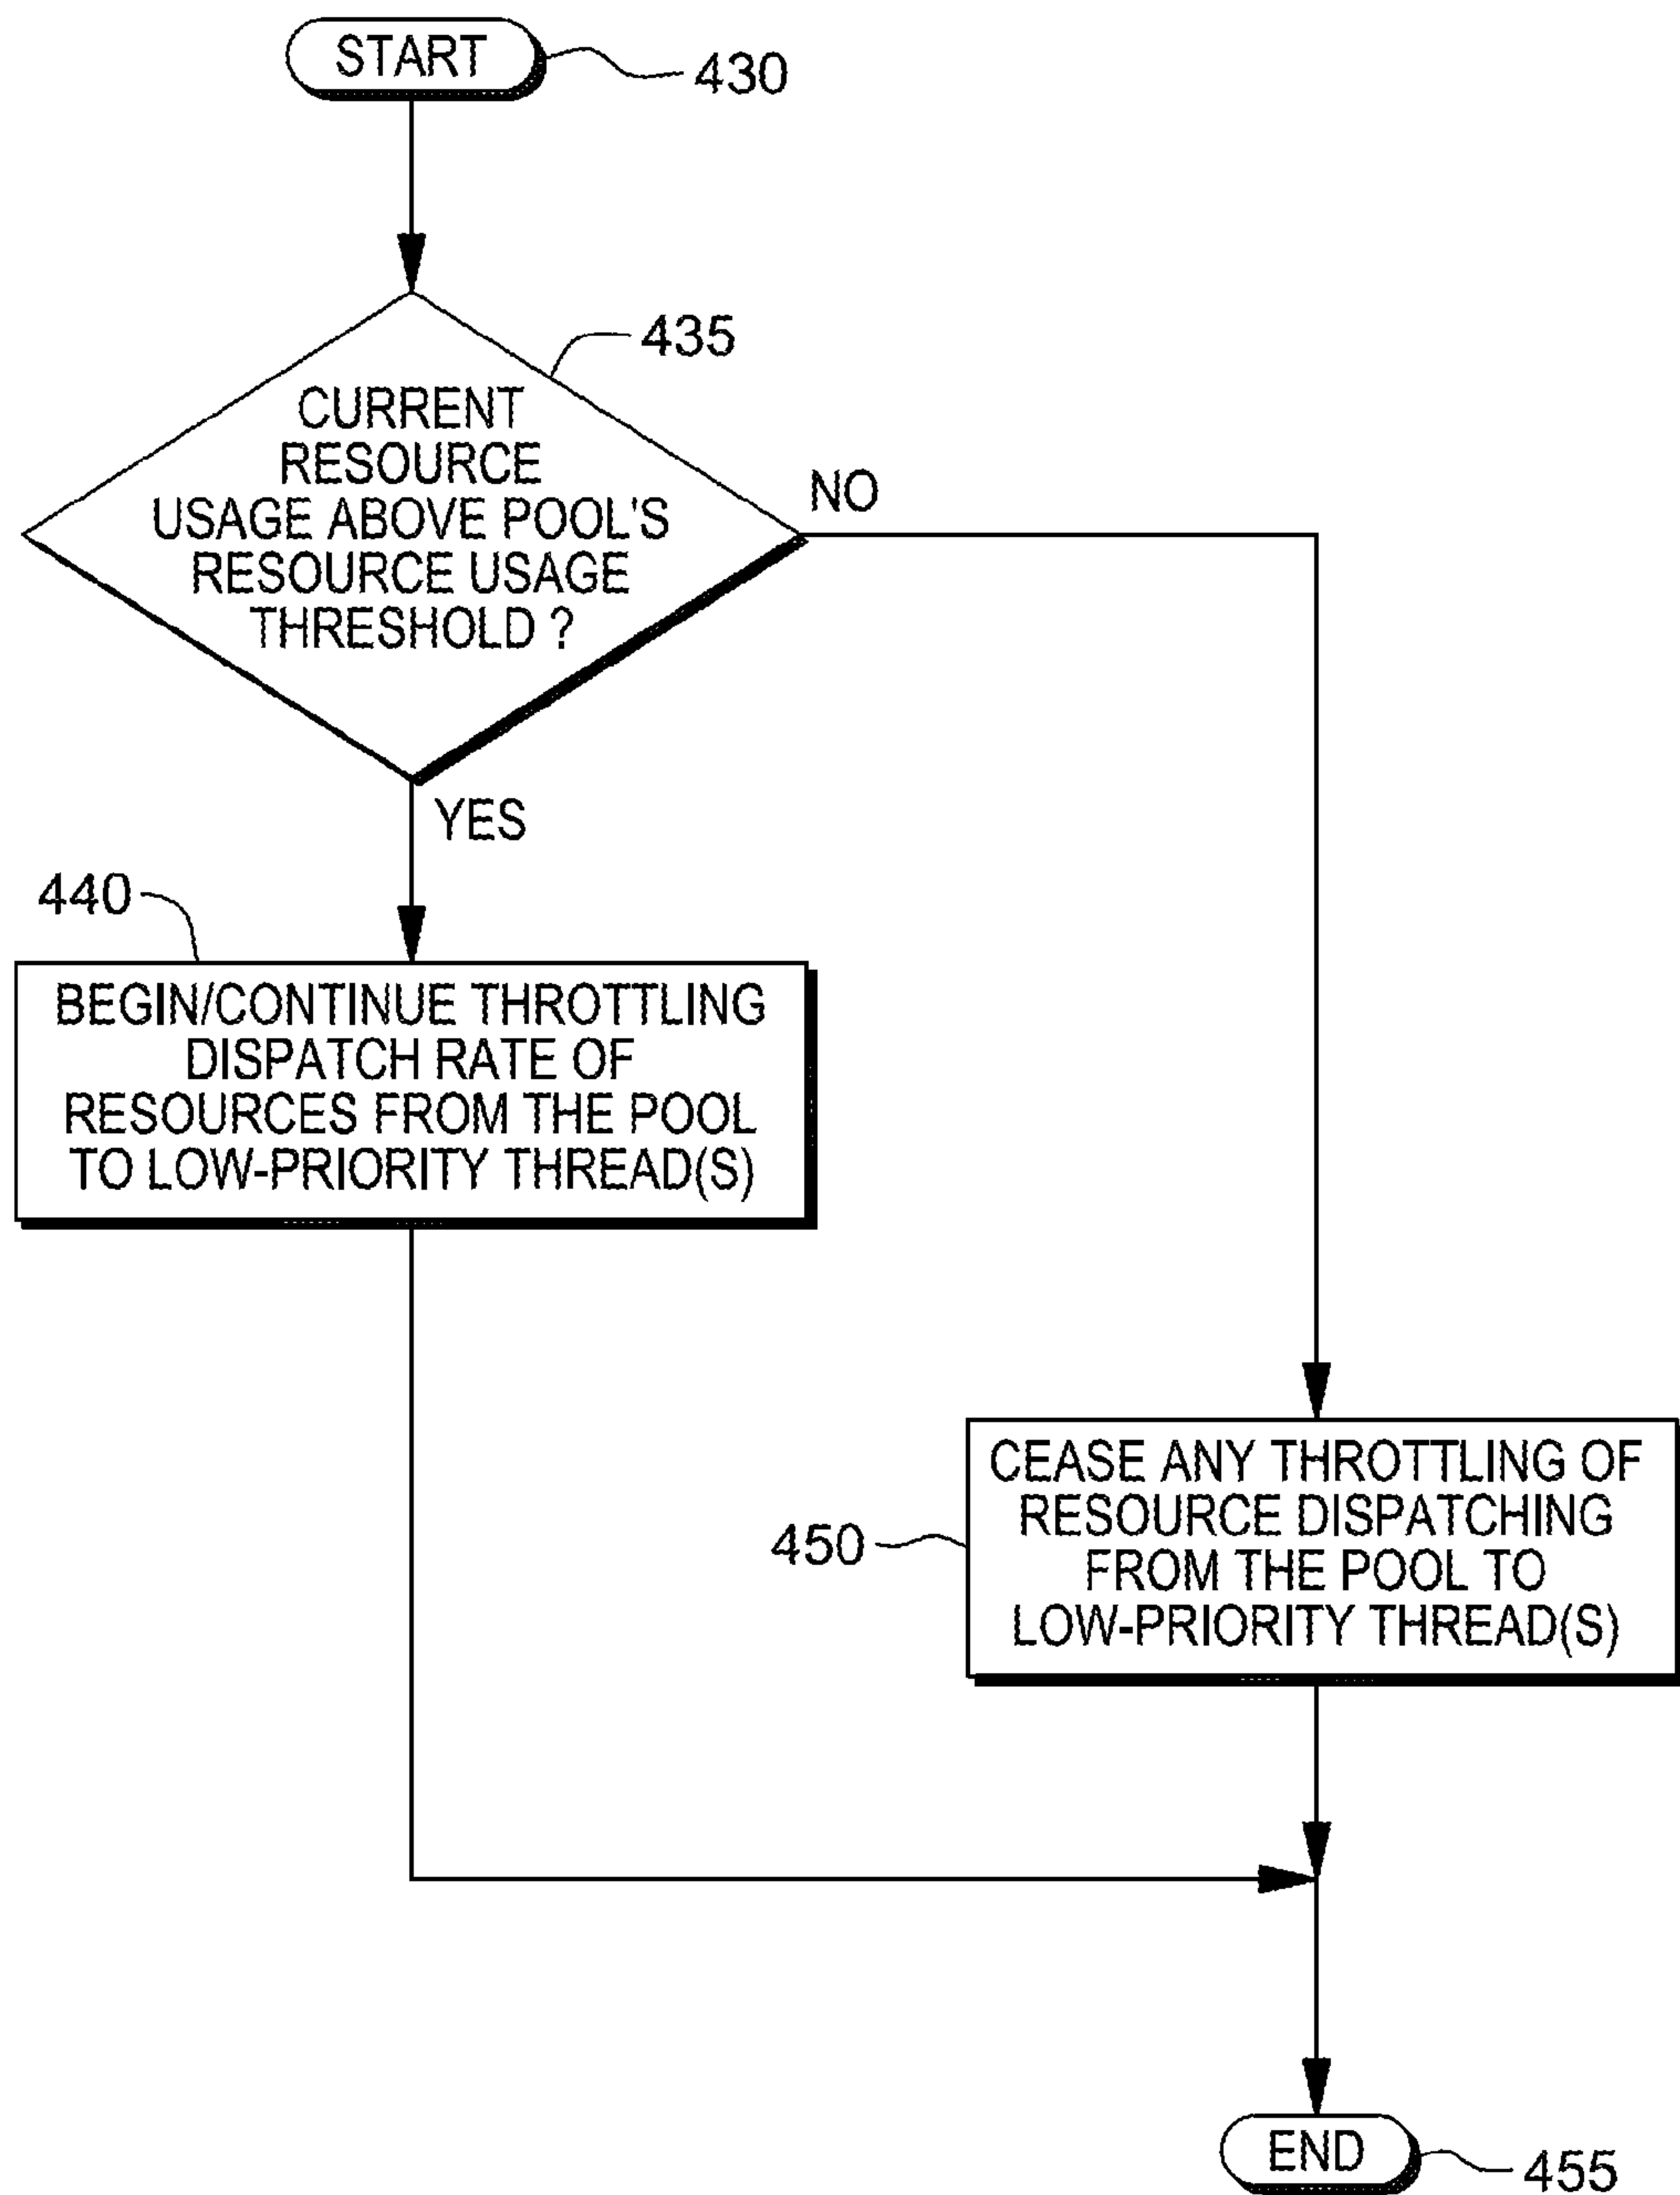 START
430
435
CURRENT
RESOURCE
USAGE ABOVE POOL'S
RESOURCE USAGE
THRESHOLD ?
NO
YES
440
BEGIN/CONTINUE THROTTLING
DISPATCH RATE OF
RESOURCES FROM THE POOL
TO LOW-PRIORITY THREAD(S)
450
CEASE ANY THROTTLING OF
RESOURCE DISPATCHING
FROM THE POOL TO
LOW-PRIORITY THREAD(S)
END
455